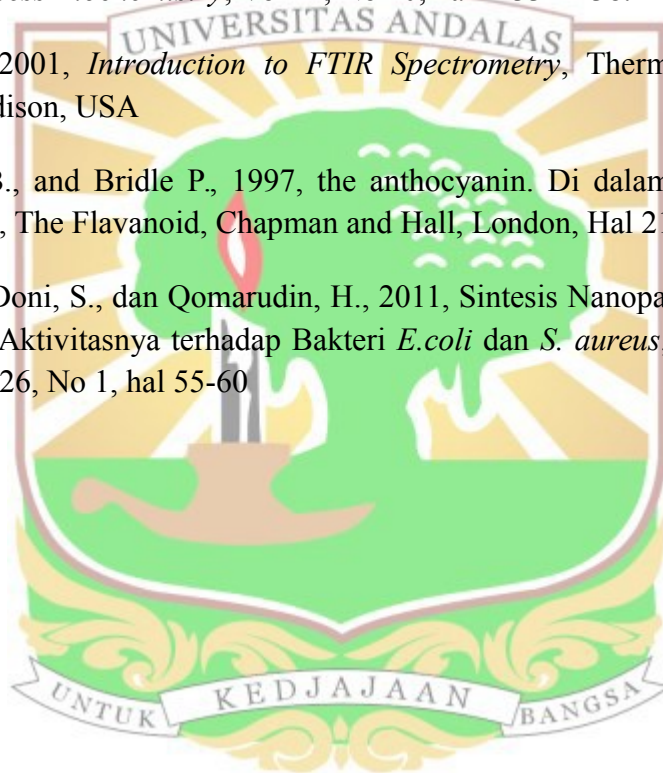 UNIVERSITAS ANDALAS
2001, Introduction to FTIR Spectrometry, Therm
dison, USA
., and Bridle P., 1997, the anthocyanin. Di dalam
, The Flavanoid, Chapman and Hall, London, Hal 2
Doni, S., dan Qomarudin, H., 2011, Sintesis Nanopa
Aktivitasnya terhadap Bakteri E.coli dan S. aureus
26, No 1, hal 55-60
UNTUK KEDJAJAAN BANGSA